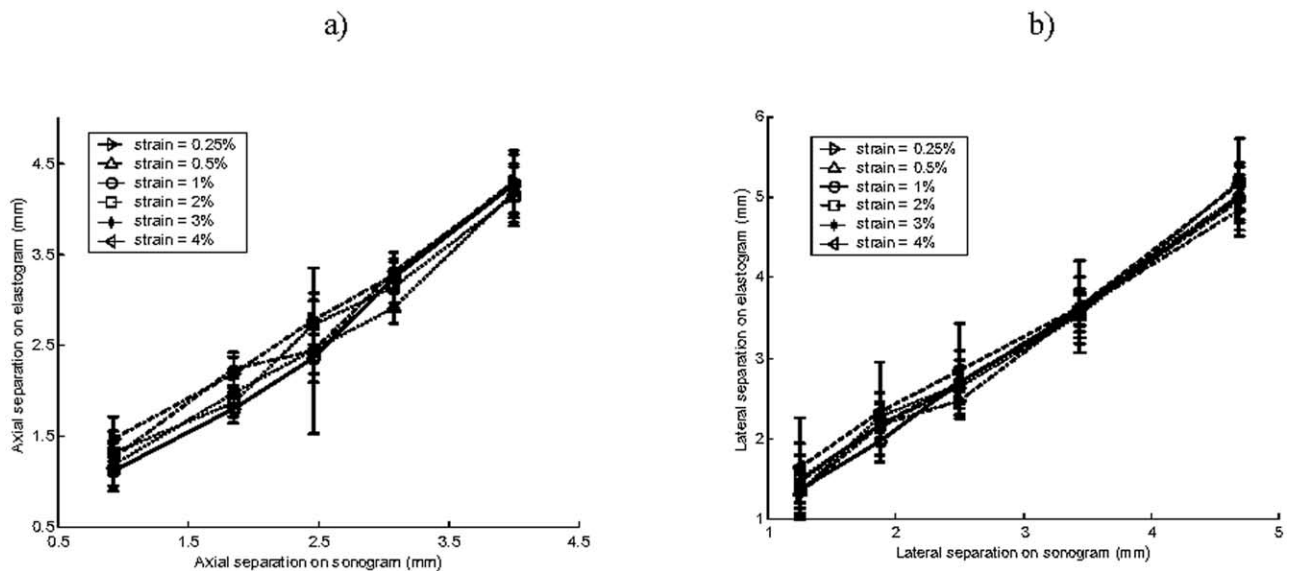 a)
strain = 0.25%
strain = 0.5%
strain = 1%
strain = 2%
strain = 3%
strain = 4%
Axial separation on elastogram (mm)
4.5
3.5
2.5
1.5
0.5
0.5
1.5
2.5
3.5
4.5
Axial separation on sonogram (mm)
b)
strain = 0.25%
strain = 0.5%
strain = 1%
strain = 2%
strain = 3%
strain = 4%
Lateral separation on elastogram (mm)
6
5
4
3
2
1
1
2
3
4
5
Lateral separation on sonogram (mm)